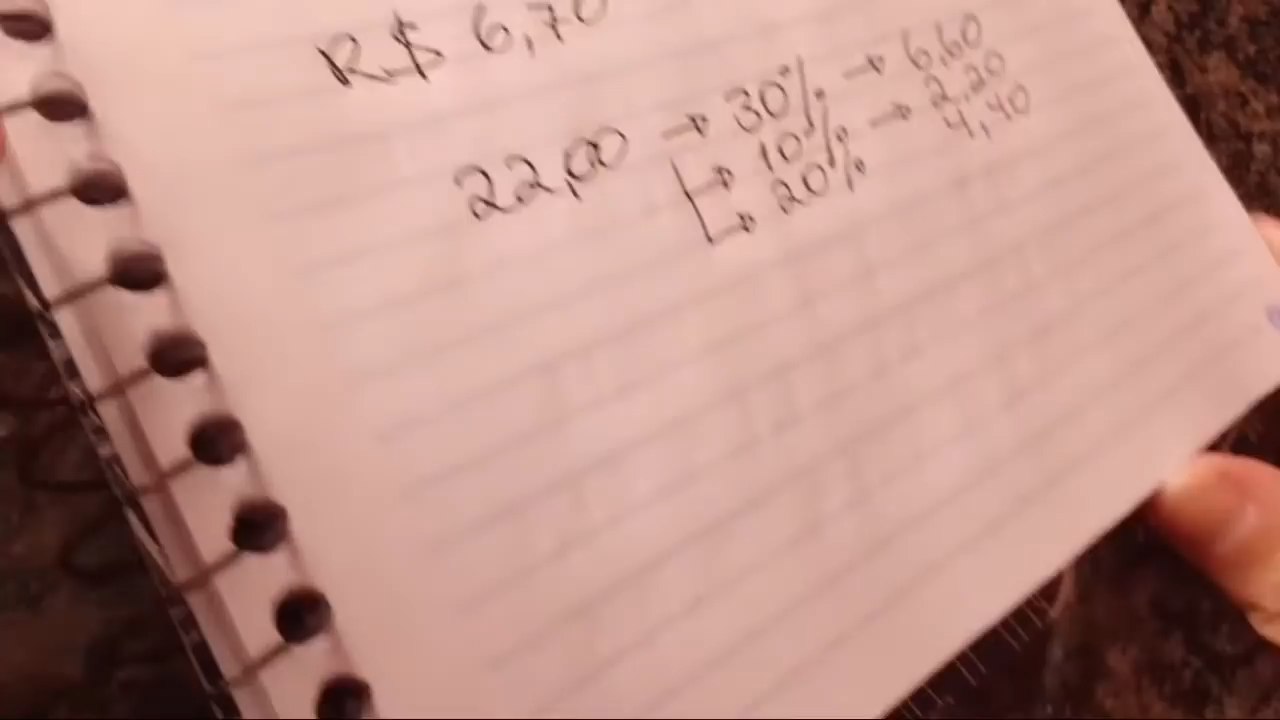 R$ 6,70
22,00 → 30% → 6,60
→ 10% → 2,20
→ 20% 4,40